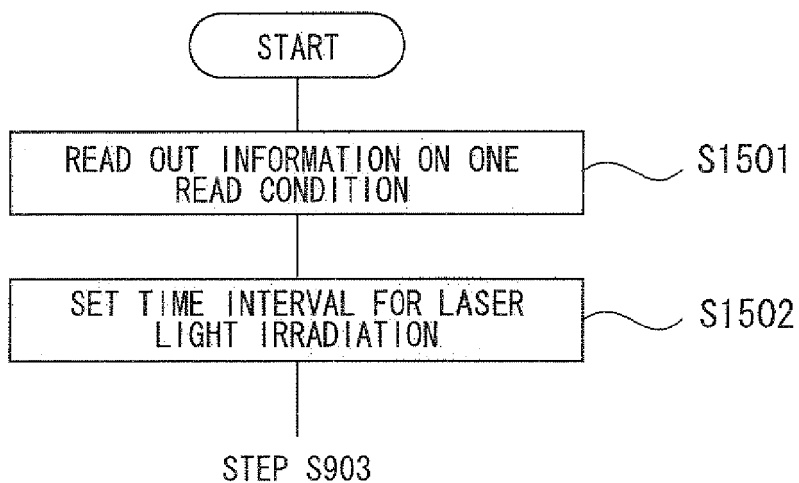 START
READ OUT INFORMATION ON ONE
READ CONDITION
S1501
SET TIME INTERVAL FOR LASER
LIGHT IRRADIATION
S1502
STEP S903